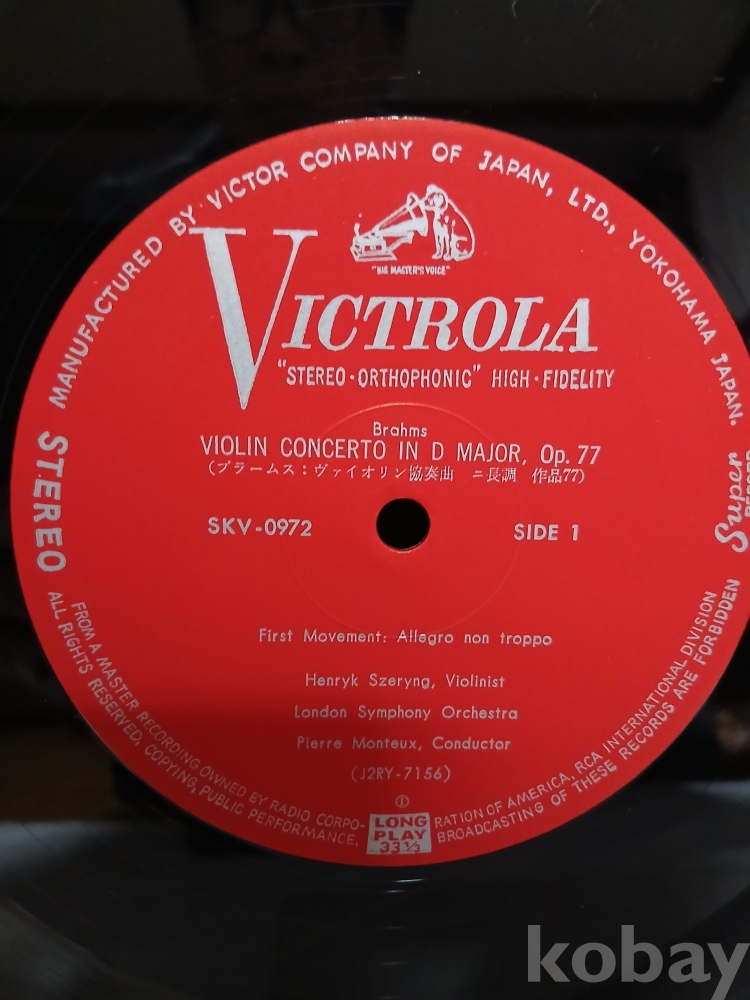 MANUFACTURED BY VICTOR COMPANY OF JAPAN, LTD., YOKOHAMA JAPAN.
"HIS MASTER'S VOICE"
VICTROLA
"STEREO-ORTHOPHONIC" HIGH-FIDELITY
Brahms
VIOLIN CONCERTO IN D MAJOR, Op. 77
(ブラームス：ヴァイオリン協奏曲 ニ長調 作品77)
STEREO
SKV-0972
SIDE 1
Super
RECORD
First Movement: Allegro non troppo
Henryk Szeryng, Violinist
London Symphony Orchestra
Pierre Monteux, Conductor
(J2RY-7156)
FROM A MASTER RECORDING OWNED BY RADIO CORPORATION OF AMERICA, RCA INTERNATIONAL DIVISION
ALL RIGHTS RESERVED, COPYING, PUBLIC PERFORMANCE, BROADCASTING OF THESE RECORDS ARE FORBIDDEN
LONG
PLAY
33⅓
kobay